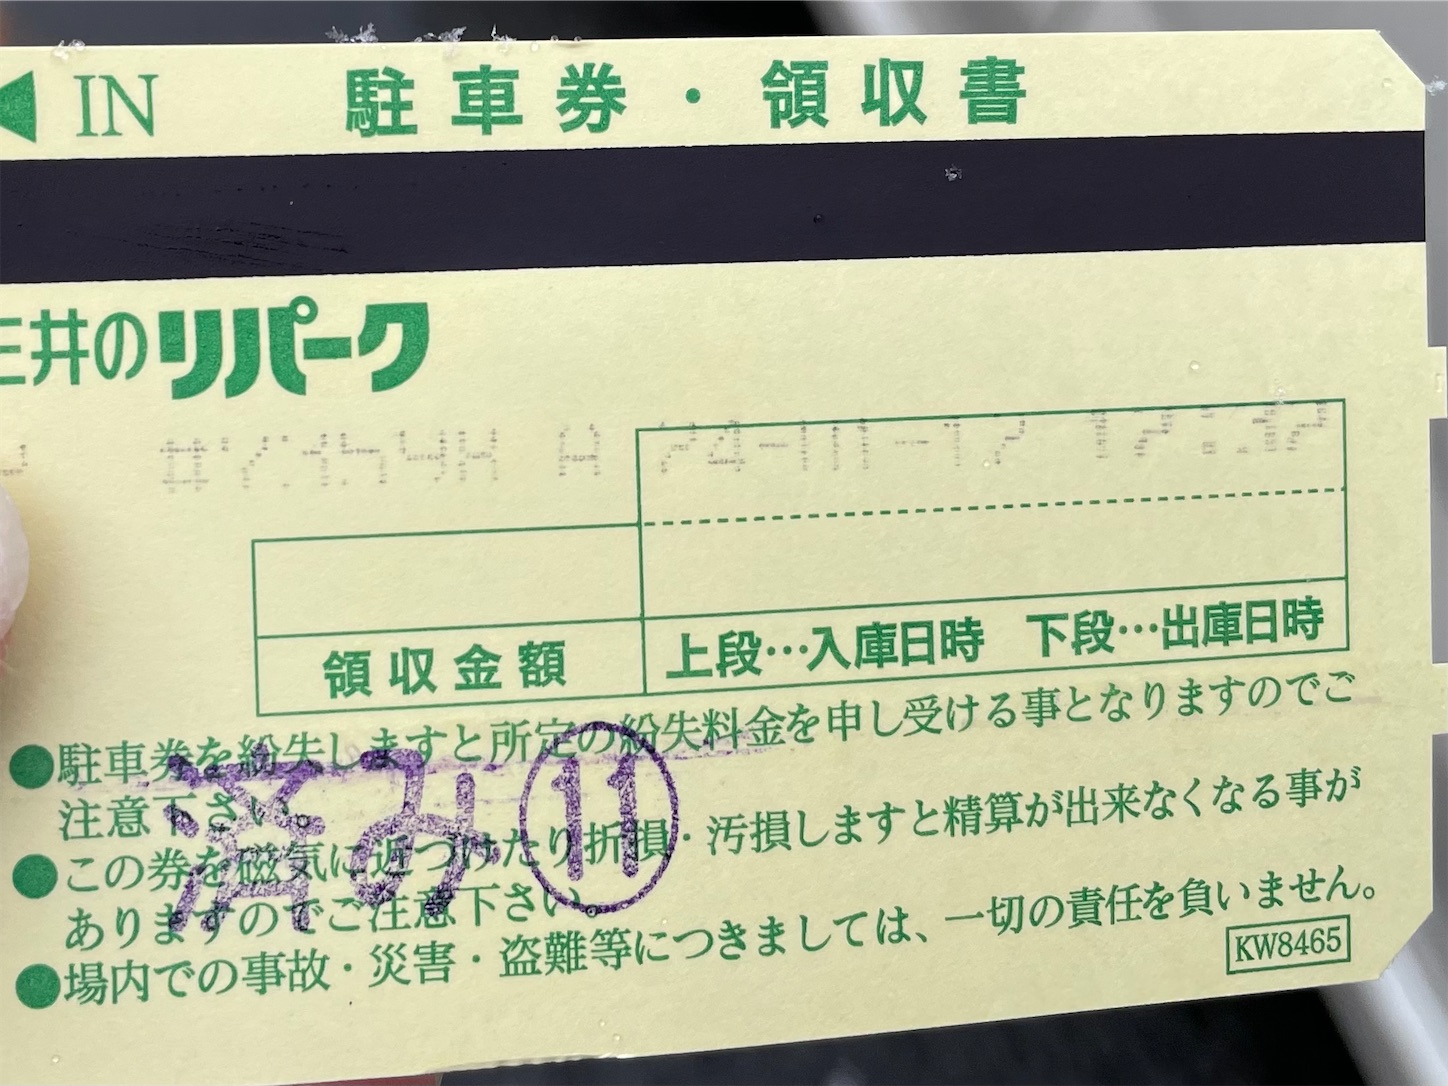 ◀ IN 駐車券・領収書
三井のリパーク
領収金額
上段…入庫日時 下段…出庫日時
●駐車券を紛失しますと所定の紛失料金を申し受ける事となりますのでご
注意下さい。
●この券を磁気に近づけたり折損・汚損しますと精算が出来なくなる事が
ありますのでご注意下さい。
●場内での事故・災害・盗難等につきましては、一切の責任を負いません。
済み ⑪
KW8465